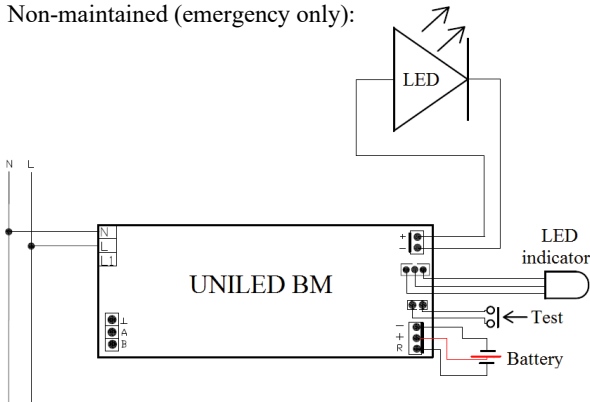 Non-maintained (emergency only):
LED
N L
N
L
L1
UNILED BM
+
−
LED
indicator
Test
⊥
A
B
−
+
R
Battery